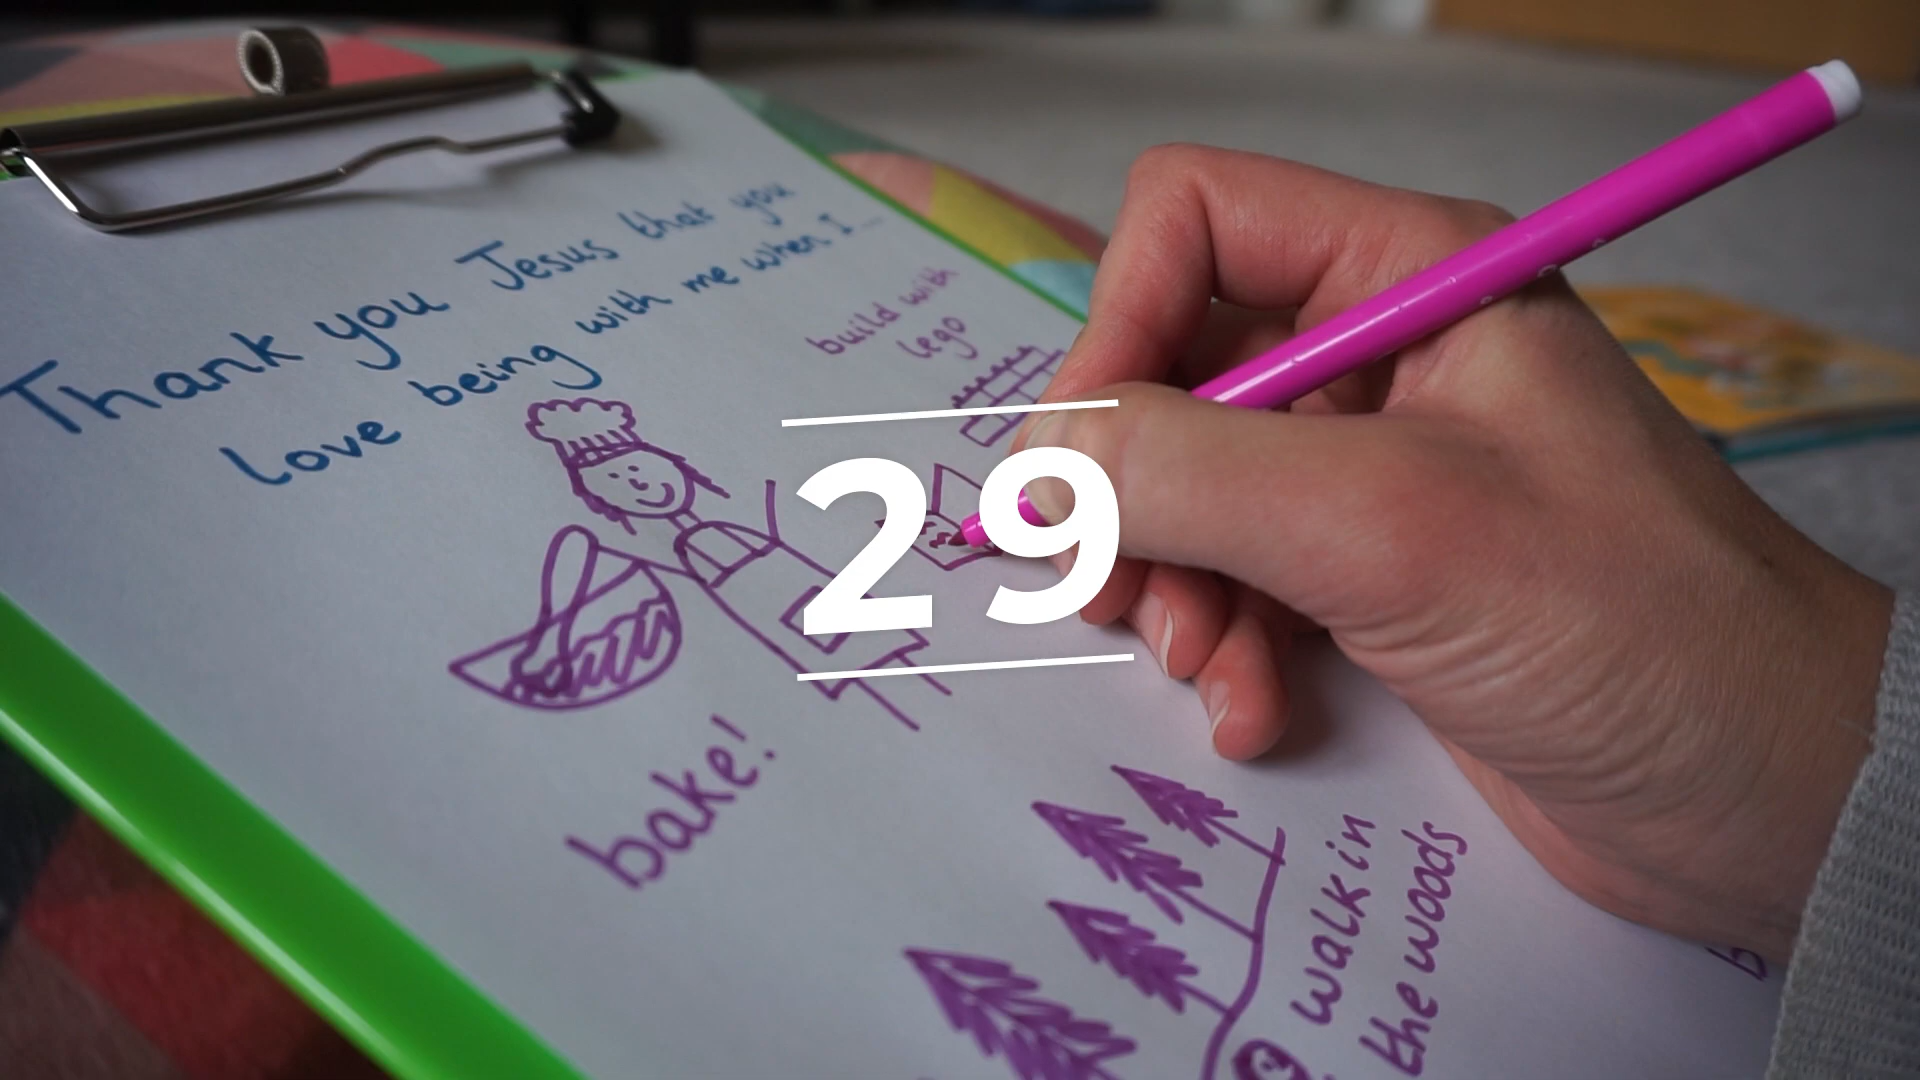 Thank you Jesus that you
love being with me when I...
build with
lego
29
bake!
walk in
the woods